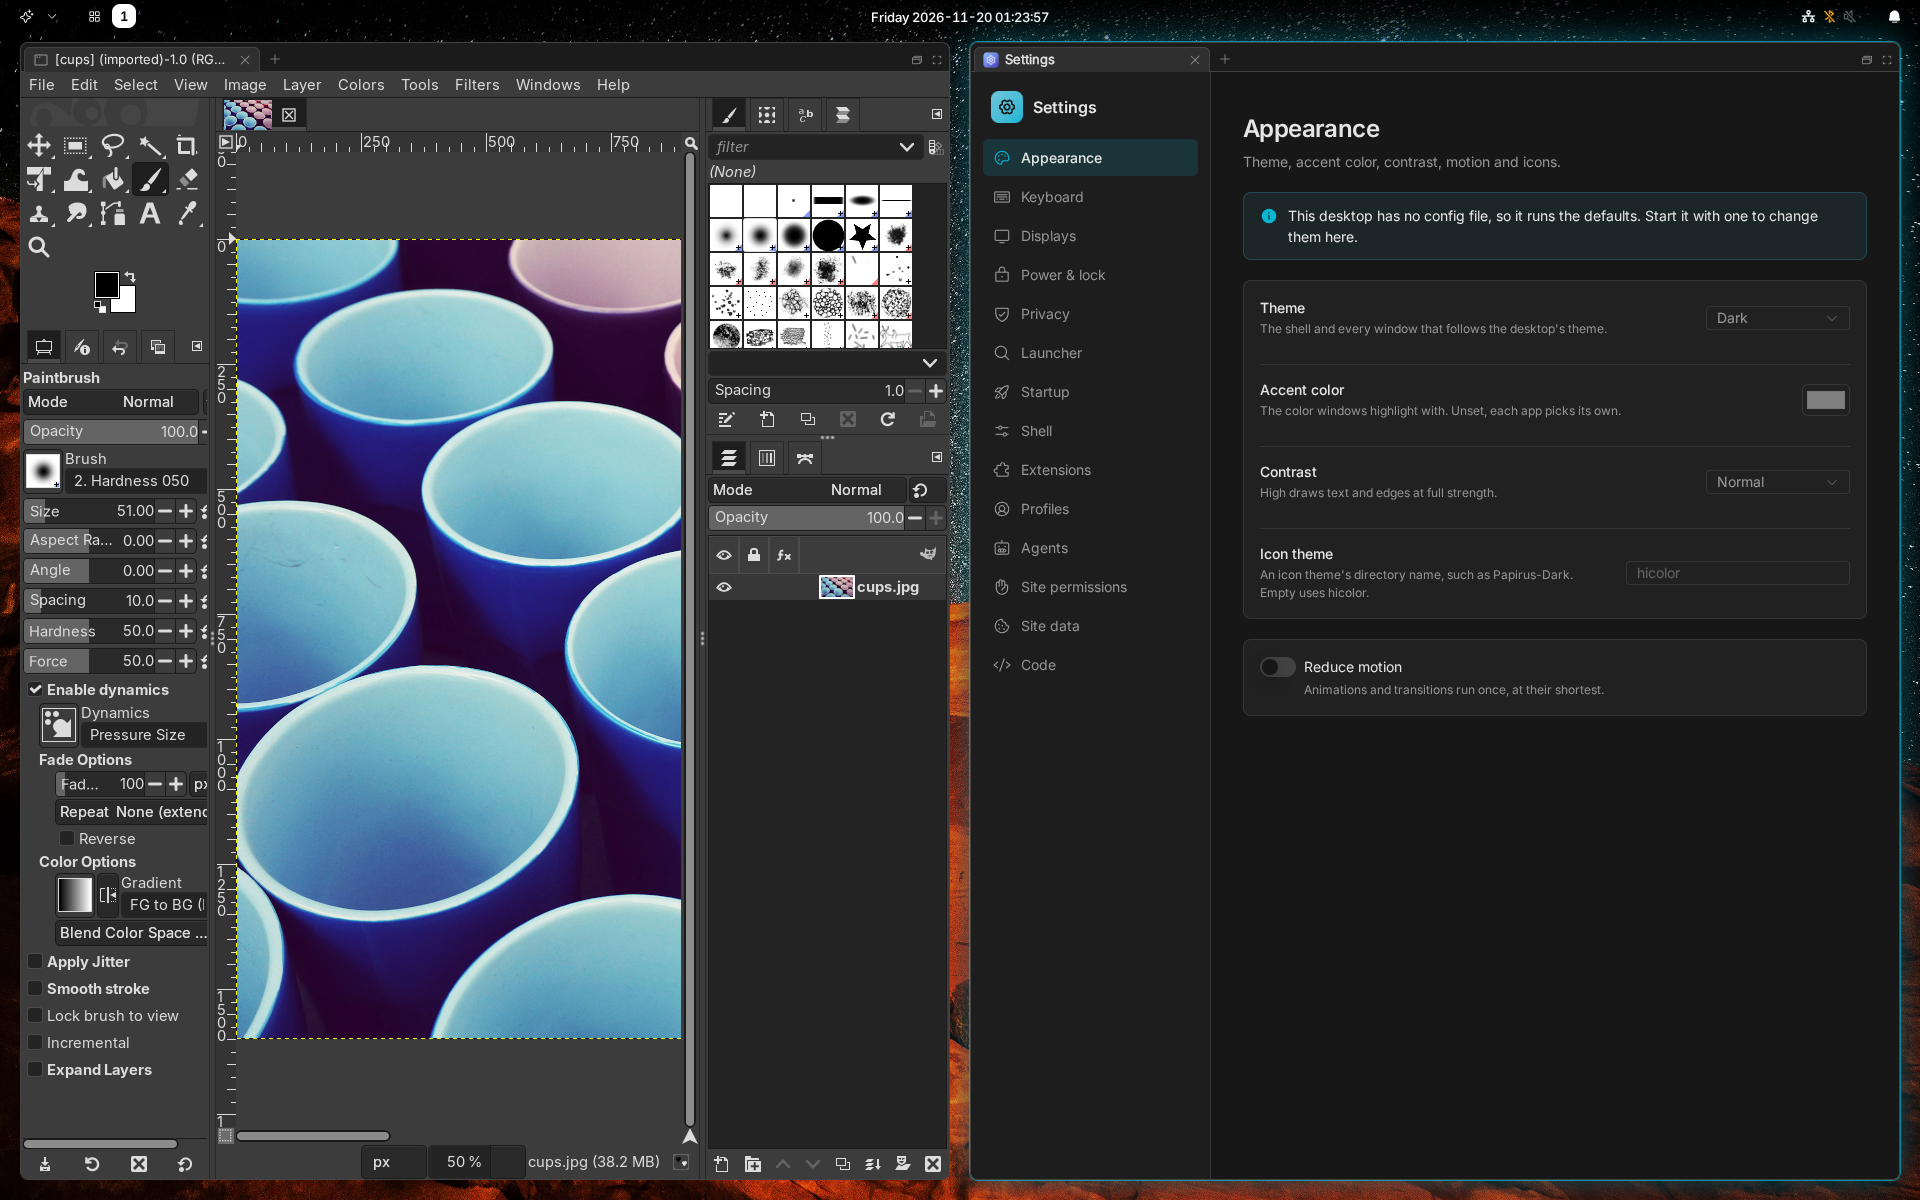 1
Friday 2026-11-20 01:23:57
[cups] (imported)-1.0 (RG...
File Edit Select View Image Layer Colors Tools Filters Windows Help
0 250 500 750
0
250
500
750
1000
1250
1500
Paintbrush
Mode Normal
Opacity 100.0
Brush
2. Hardness 050
Size 51.00
Aspect Ra... 0.00
Angle 0.00
Spacing 10.0
Hardness 50.0
Force 50.0
Enable dynamics
Dynamics
Pressure Size
Fade Options
Fad... 100 px
Repeat None (extend
Reverse
Color Options
Gradient
FG to BG (
Blend Color Space ...
Apply Jitter
Smooth stroke
Lock brush to view
Incremental
Expand Layers
px 50 % cups.jpg (38.2 MB)
filter
(None)
Spacing 1.0
Mode Normal
Opacity 100.0
fx
cups.jpg
Settings
Settings
Appearance
Keyboard
Displays
Power & lock
Privacy
Launcher
Startup
Shell
Extensions
Profiles
Agents
Site permissions
Site data
Code
Appearance
Theme, accent color, contrast, motion and icons.
This desktop has no config file, so it runs the defaults. Start it with one to change
them here.
Theme
The shell and every window that follows the desktop's theme.
Dark
Accent color
The color windows highlight with. Unset, each app picks its own.
Contrast
High draws text and edges at full strength.
Normal
Icon theme
An icon theme's directory name, such as Papirus-Dark.
Empty uses hicolor.
hicolor
Reduce motion
Animations and transitions run once, at their shortest.